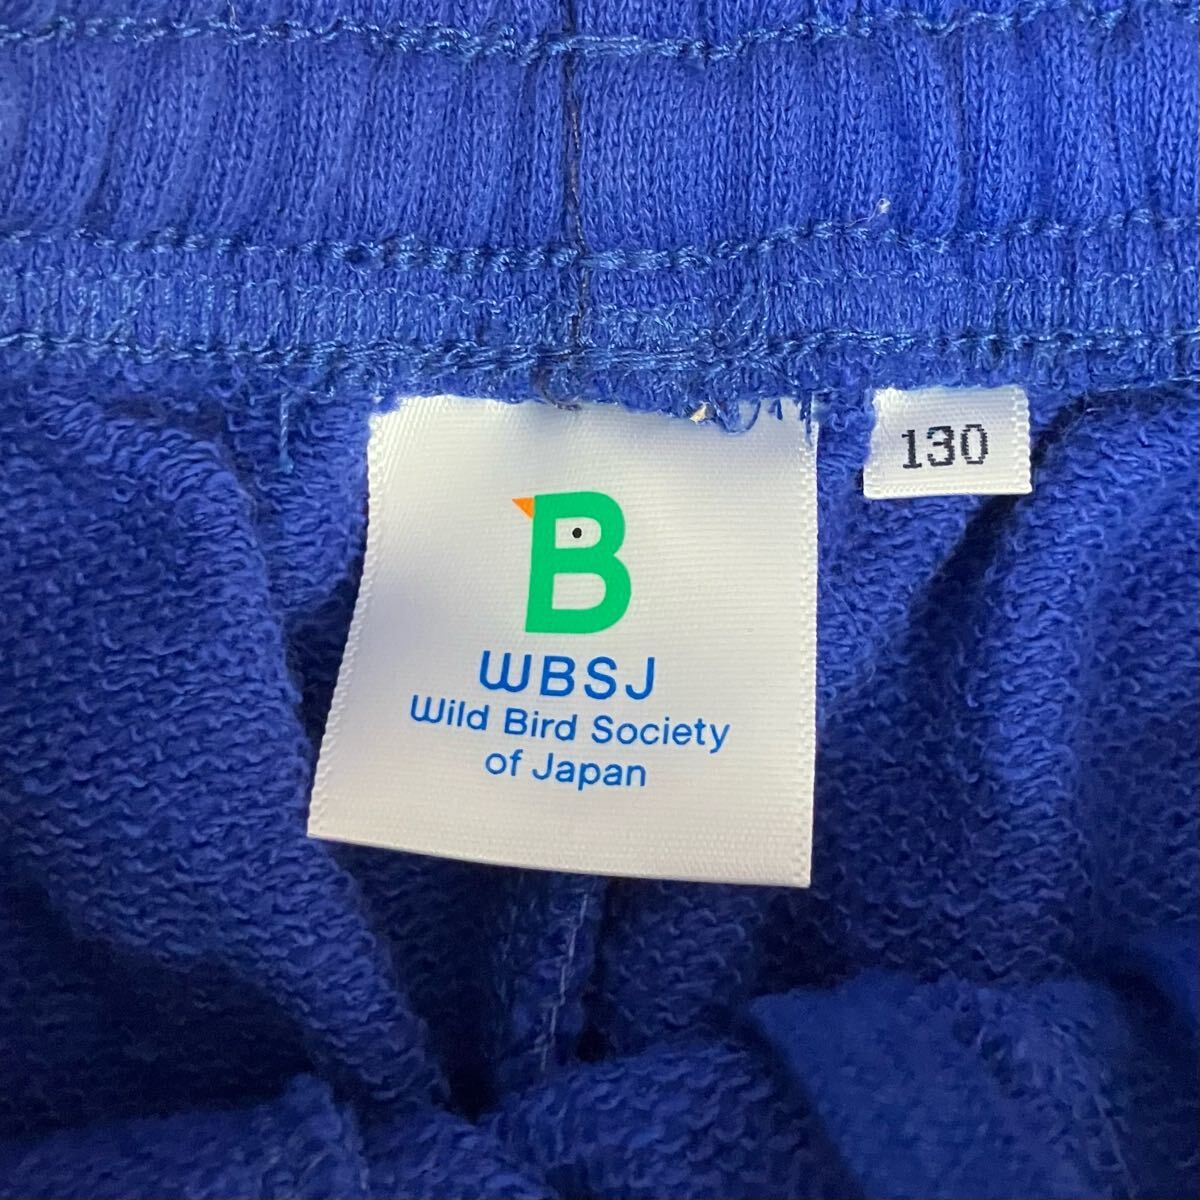 130
B
WBSJ
Wild Bird Society
of Japan